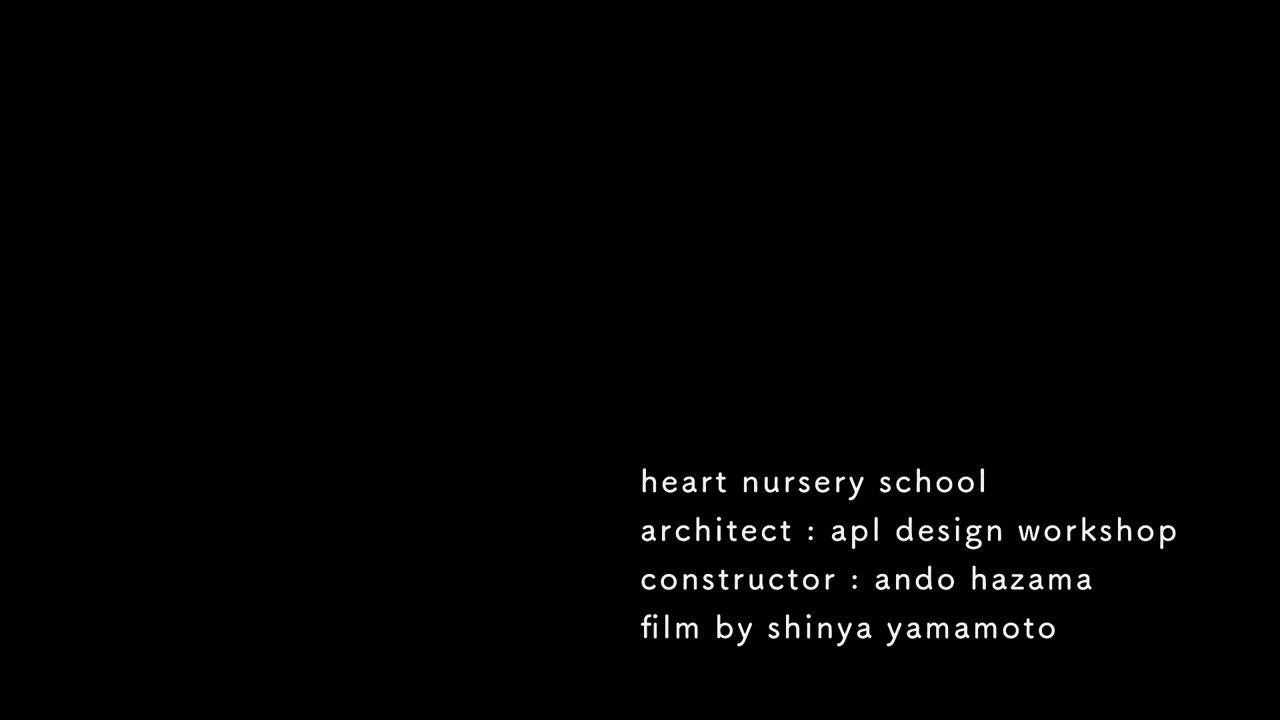 heart nursery school
architect : apl design workshop
constructor : ando hazama
film by shinya yamamoto